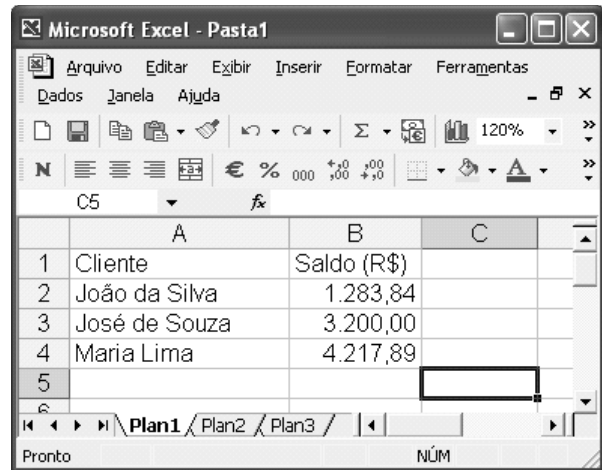 Microsoft Excel - Pasta1
Arquivo Editar Exibir Inserir Formatar Ferramentas
Dados Janela Ajuda
Σ 120%
N € % 000 ,00 A
C5 fx
A B C
1 Cliente Saldo (R$)
2 João da Silva 1.283,84
3 José de Souza 3.200,00
4 Maria Lima 4.217,89
5
6
Plan1 Plan2 Plan3
Pronto NÚM